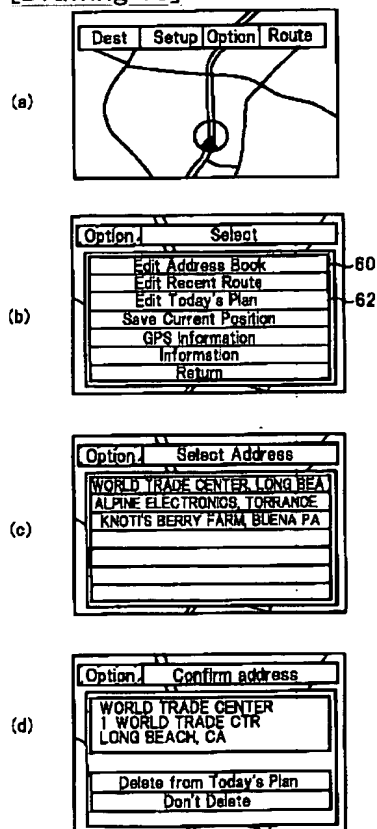 (a)
Dest Setup Option Route
(b)
Option Select
Edit Address Book 60
Edit Recent Route
Edit Today's Plan 62
Save Current Position
GPS Information
Information
Return
(c)
Option Select Address
WORLD TRADE CENTER, LONG BEA
ALPINE ELECTRONICS, TORRANCE
KNOTI'S BERRY FARM, BUENA PA
(d)
Option Confirm address
WORLD TRADE CENTER
1 WORLD TRADE CTR
LONG BEACH, CA
Delete from Today's Plan
Don't Delete